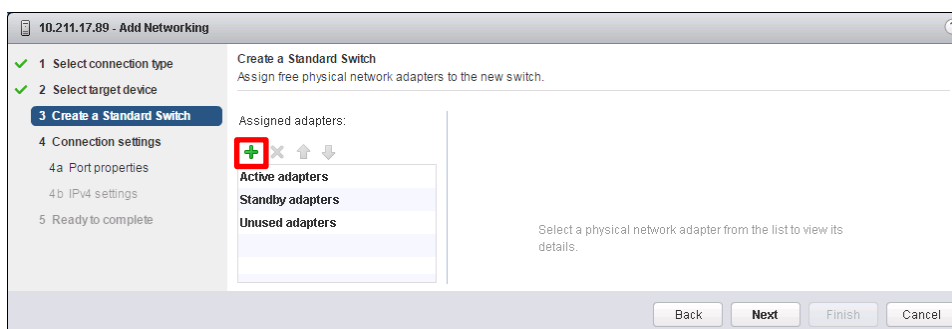 10.211.17.89 - Add Networking
1 Select connection type
2 Select target device
3 Create a Standard Switch
4 Connection settings
4a Port properties
4b IPv4 settings
5 Ready to complete
Create a Standard Switch
Assign free physical network adapters to the new switch.
Assigned adapters:
Active adapters
Standby adapters
Unused adapters
Select a physical network adapter from the list to view its
details.
Back
Next
Finish
Cancel